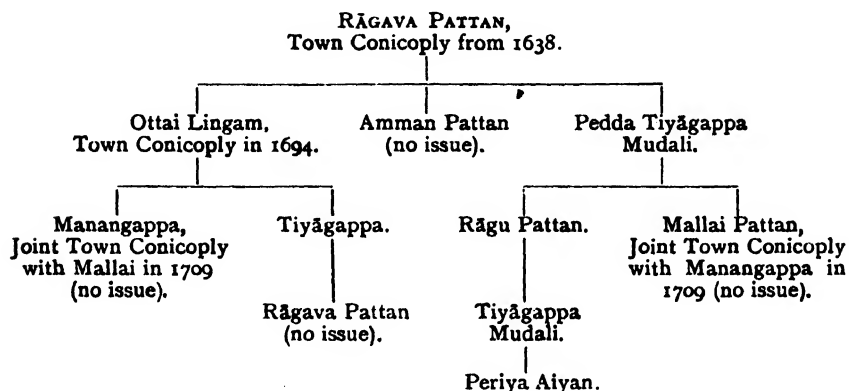 RĀGAVA PATTAN,
Town Conicoply from 1638.
Ottai Lingam,
Town Conicoply in 1694.
Amman Pattan
(no issue).
Pedda Tiyāgappa
Mudali.
Manangappa,
Joint Town Conicoply
with Mallai in 1709
(no issue).
Tiyāgappa.
Rāgu Pattan.
Mallai Pattan,
Joint Town Conicoply
with Manangappa in
1709 (no issue).
Rāgava Pattan
(no issue).
Tiyāgappa
Mudali.
Periya Aiyan.